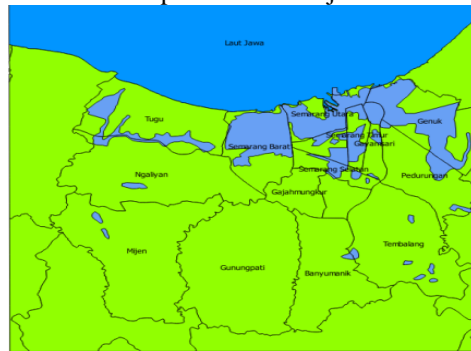 Laut Jawa
Tugu
Semarang Utara
Genuk
Semarang Timur
Gayamsari
Semarang Barat
Semarang Selatan
Ngaliyan
Pedurungan
Gajahmungkur
Mijen
Gunungpati
Banyumanik
Tembalang